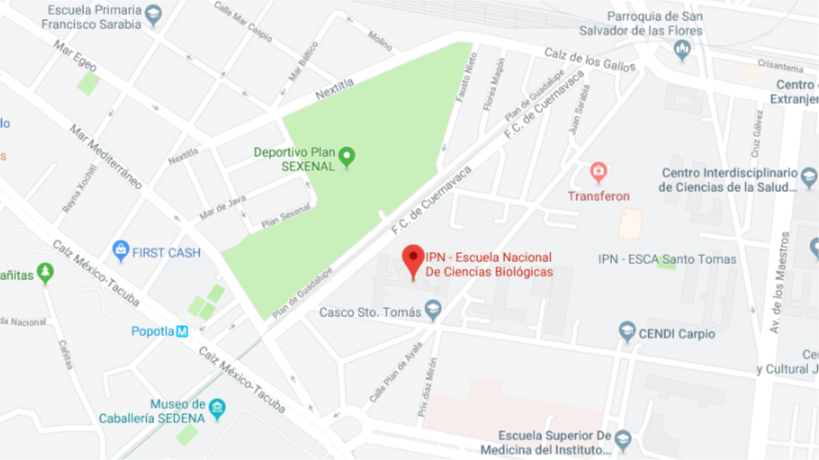 Escuela Primaria
Francisco Sarabia
Calle Mar Caspio
Parroquia de San
Salvador de las Flores
Mar Egeo
Mar Báltico
Molino
Calz de los Gallos
Crisantema
Nextitla
Fausto Nieto
Flores Magón
Plan de Guadalupe
F.C. de Cuernavaca
Juan Sarabia
Centro
Extranjer
Cruz Gálvez
do
s
Mar Mediterráneo
Nextitla
Deportivo Plan
SEXENAL
Reyna Xochitl
Mar de Java
Plan Sexenal
F.C. de Cuernavaca
Transferon
Centro Interdisciplinario
de Ciencias de la Salud...
Calz México-Tacuba
FIRST CASH
IPN - Escuela Nacional
De Ciencias Biológicas
IPN - ESCA Santo Tomas
Av. de los Maestros
añitas
Plan de Guadalupe
Casco Sto. Tomás
da Nacional
Cañitas
Popotla M
CENDI Carpio
Calz México-Tacuba
Calle Plan de Ayala
Priv. diaz Mirón
Ce
y Cultural J
Museo de
Caballería SEDENA
Escuela Superior De
Medicina del Instituto...